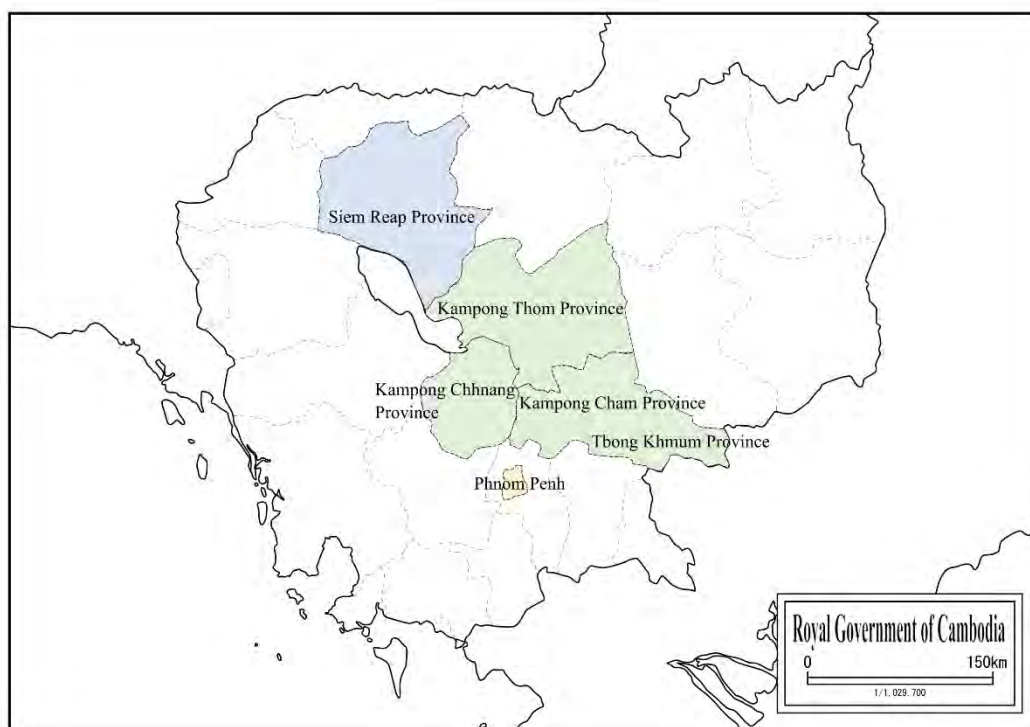 Siem Reap Province
Kampong Thom Province
Kampong Chhnang
Province
Kampong Cham Province
Tbong Khmum Province
Phnom Penh
Royal Government of Cambodia
0 150km
1/1.029.700